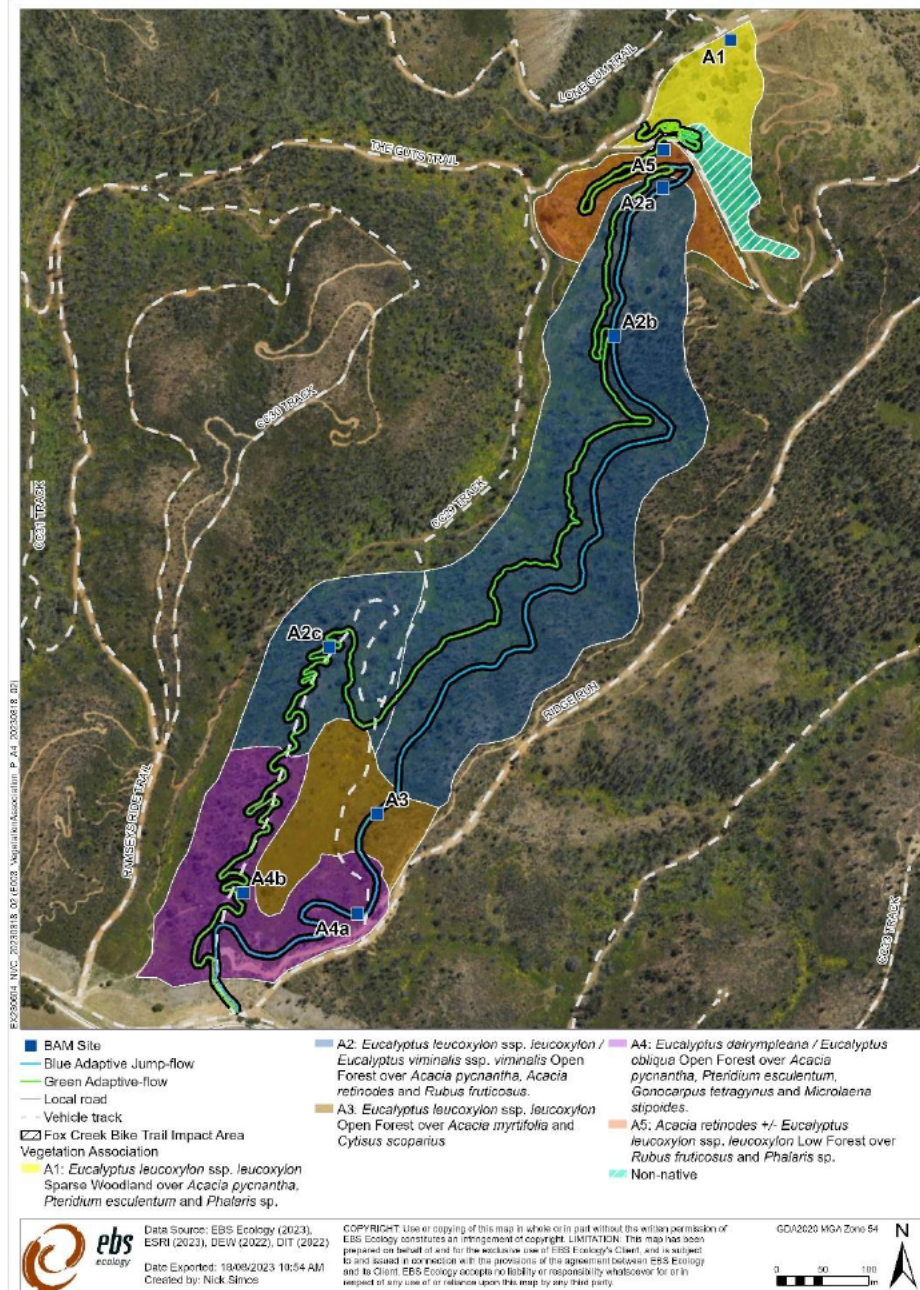 A1
LONE GUM TRAIL
THE GUTS TRAIL
A5
A2a
A2b
CC30 TRACK
CC31 TRACK
CC29 TRACK
A2c
RIDGE RUN
RAMSEYS RIDE TRAIL
A3
A4b
A4a
CC33 TRACK
BAM Site
Blue Adaptive Jump-flow
Green Adaptive-flow
Local road
Vehicle track
Fox Creek Bike Trail Impact Area
Vegetation Association
A1: Eucalyptus leucoxylon ssp. leucoxylon
Sparse Woodland over Acacia pycnantha,
Pteridium esculentum and Phalaris sp.
A2: Eucalyptus leucoxylon ssp. leucoxylon /
Eucalyptus viminalis ssp. viminalis Open
Forest over Acacia pycnantha, Acacia
retinodes and Rubus fruticosus.
A3: Eucalyptus leucoxylon ssp. leucoxylon
Open Forest over Acacia myrtifolia and
Cytisus scoparius
A4: Eucalyptus dalrympleana / Eucalyptus
obliqua Open Forest over Acacia
pycnantha, Pteridium esculentum,
Gonocarpus tetragynus and Microlaena
stipoides.
A5: Acacia retinodes +/- Eucalyptus
leucoxylon ssp. leucoxylon Low Forest over
Rubus fruticosus and Phalaris sp.
Non-native
ebs
ecology
Data Source: EBS Ecology (2023),
ESRI (2023), DEW (2022), DIT (2022)
Date Exported: 18/08/2023 10:54 AM
Created by: Nick.Simos
COPYRIGHT: Use or copying of this map in whole or in part without the written permission of
EBS Ecology constitutes an infringement of copyright. LIMITATION: This map has been
prepared on behalf of and for the exclusive use of EBS Ecology's Client, and is subject
to and issued in connection with the provisions of the agreement between EBS Ecology
and its Client. EBS Ecology accepts no liability or responsibility whatsoever for or in
respect of any use of or reliance upon this map by any third party.
GDA2020 MGA Zone 54
N
0 50 100
m